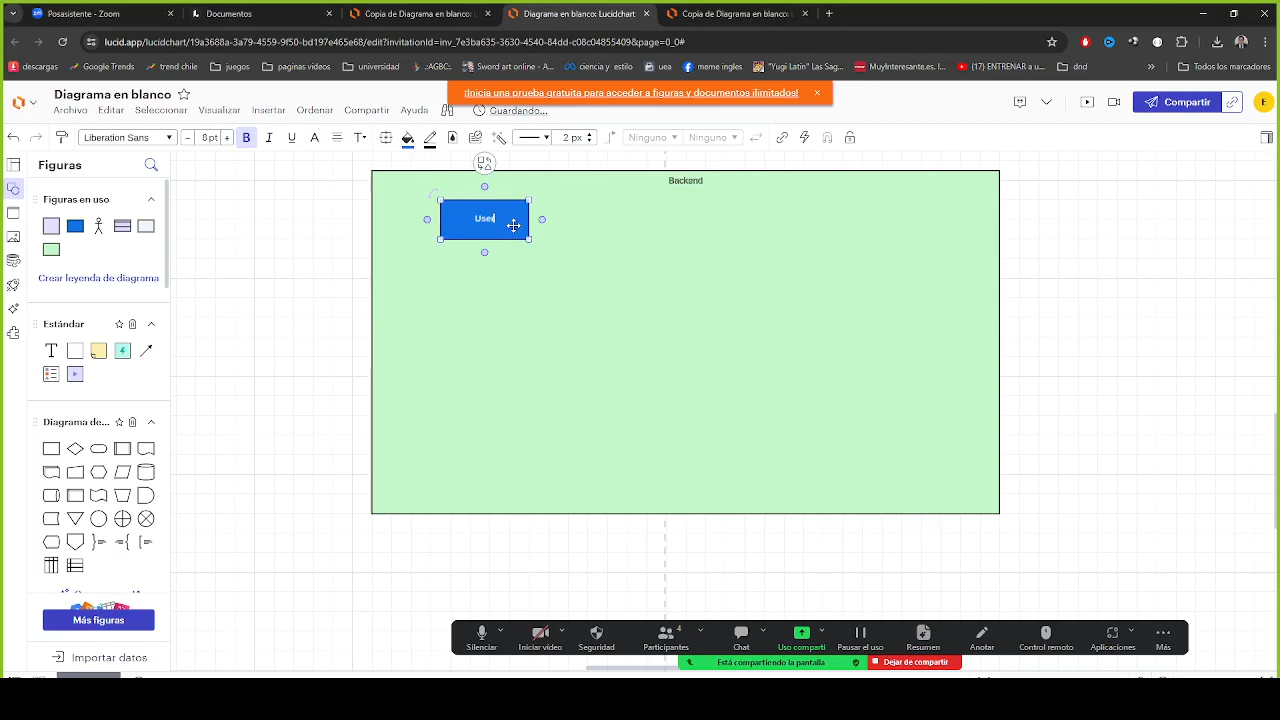 Posasistente - Zoom
Documentos
Copia de Diagrama en blanco:
Diagrama en blanco: Lucidchart
Copia de Diagrama en blanco:
lucid.app/lucidchart/19a3688a-3a79-4559-9f50-bd197e465e68/edit?invitationId=inv_7e3ba635-3630-4540-84dd-c08c04855409&page=0_0#
descargas
Google Trends
trend chile
juegos
paginas videos
universidad
.:AGBC:.
Sword art online - A...
ciencia y estilo
uea
meme ingles
"Yugi Latin" Las Sag...
MuyInteresante.es. I...
(17) ENTRENAR a u...
dnd
Todos los marcadores
Diagrama en blanco
¡Inicia una prueba gratuita para acceder a figuras y documentos ilimitados!
Archivo
Editar
Seleccionar
Visualizar
Insertar
Ordenar
Compartir
Ayuda
Guardando...
Compartir
E
Liberation Sans
8 pt
B
I
U
A
T
2 px
Ninguno
Ninguno
Figuras
Figuras en uso
Crear leyenda de diagrama
Estándar
T
Diagrama de...
Más figuras
Importar datos
Backend
User
Silenciar
Iniciar vídeo
Seguridad
4
Participantes
Chat
Uso comparti
Pausar el uso
Resumen
Anotar
Control remoto
Aplicaciones
Más
Está compartiendo la pantalla
Dejar de compartir